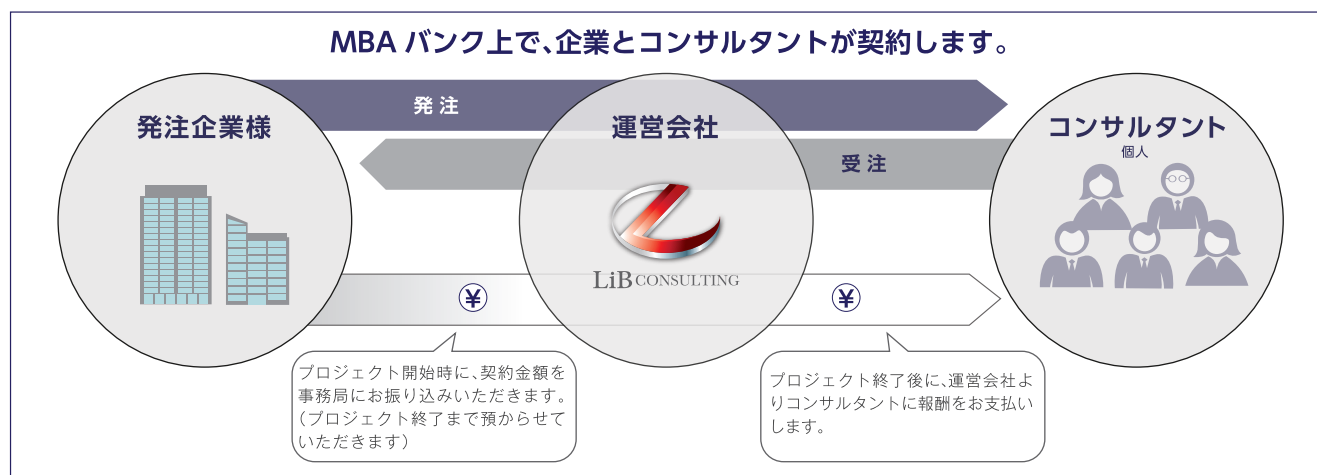 MBA バンク上で、企業とコンサルタントが契約します。
発注
発注企業様
運営会社
コンサルタント
個人
受注
LiB CONSULTING
¥
¥
プロジェクト開始時に、契約金額を
事務局にお振り込みいただきます。
（プロジェクト終了まで預からせて
いただきます）
プロジェクト終了後に、運営会社よ
りコンサルタントに報酬をお支払い
します。